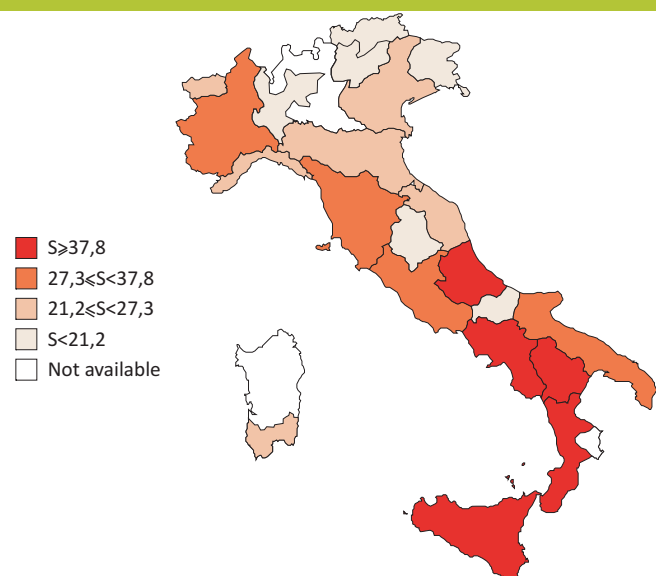 S⩾37,8
27,3⩽S<37,8
21,2⩽S<27,3
S<21,2
Not available